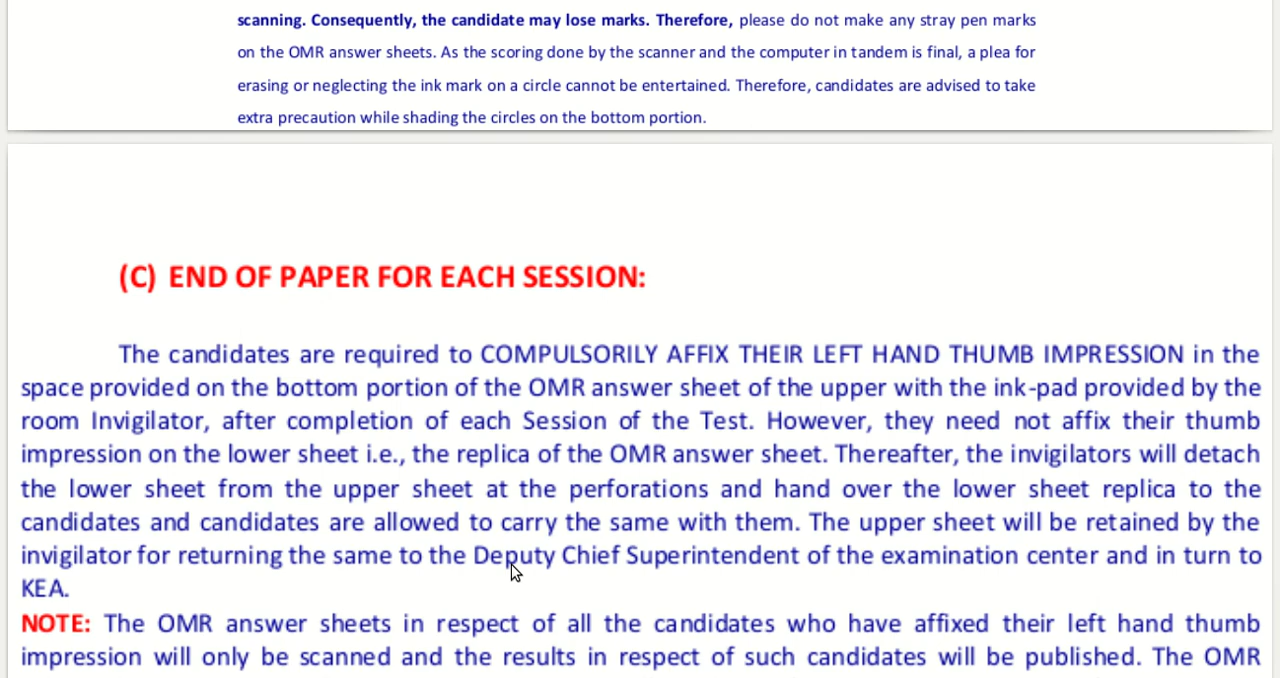 scanning. Consequently, the candidate may lose marks. Therefore, please do not make any stray pen marks
on the OMR answer sheets. As the scoring done by the scanner and the computer in tandem is final, a plea for
erasing or neglecting the ink mark on a circle cannot be entertained. Therefore, candidates are advised to take
extra precaution while shading the circles on the bottom portion.
(C) END OF PAPER FOR EACH SESSION:
The candidates are required to COMPULSORILY AFFIX THEIR LEFT HAND THUMB IMPRESSION in the
space provided on the bottom portion of the OMR answer sheet of the upper with the ink-pad provided by the
room Invigilator, after completion of each Session of the Test. However, they need not affix their thumb
impression on the lower sheet i.e., the replica of the OMR answer sheet. Thereafter, the invigilators will detach
the lower sheet from the upper sheet at the perforations and hand over the lower sheet replica to the
candidates and candidates are allowed to carry the same with them. The upper sheet will be retained by the
invigilator for returning the same to the Deputy Chief Superintendent of the examination center and in turn to
KEA.
NOTE: The OMR answer sheets in respect of all the candidates who have affixed their left hand thumb
impression will only be scanned and the results in respect of such candidates will be published. The OMR